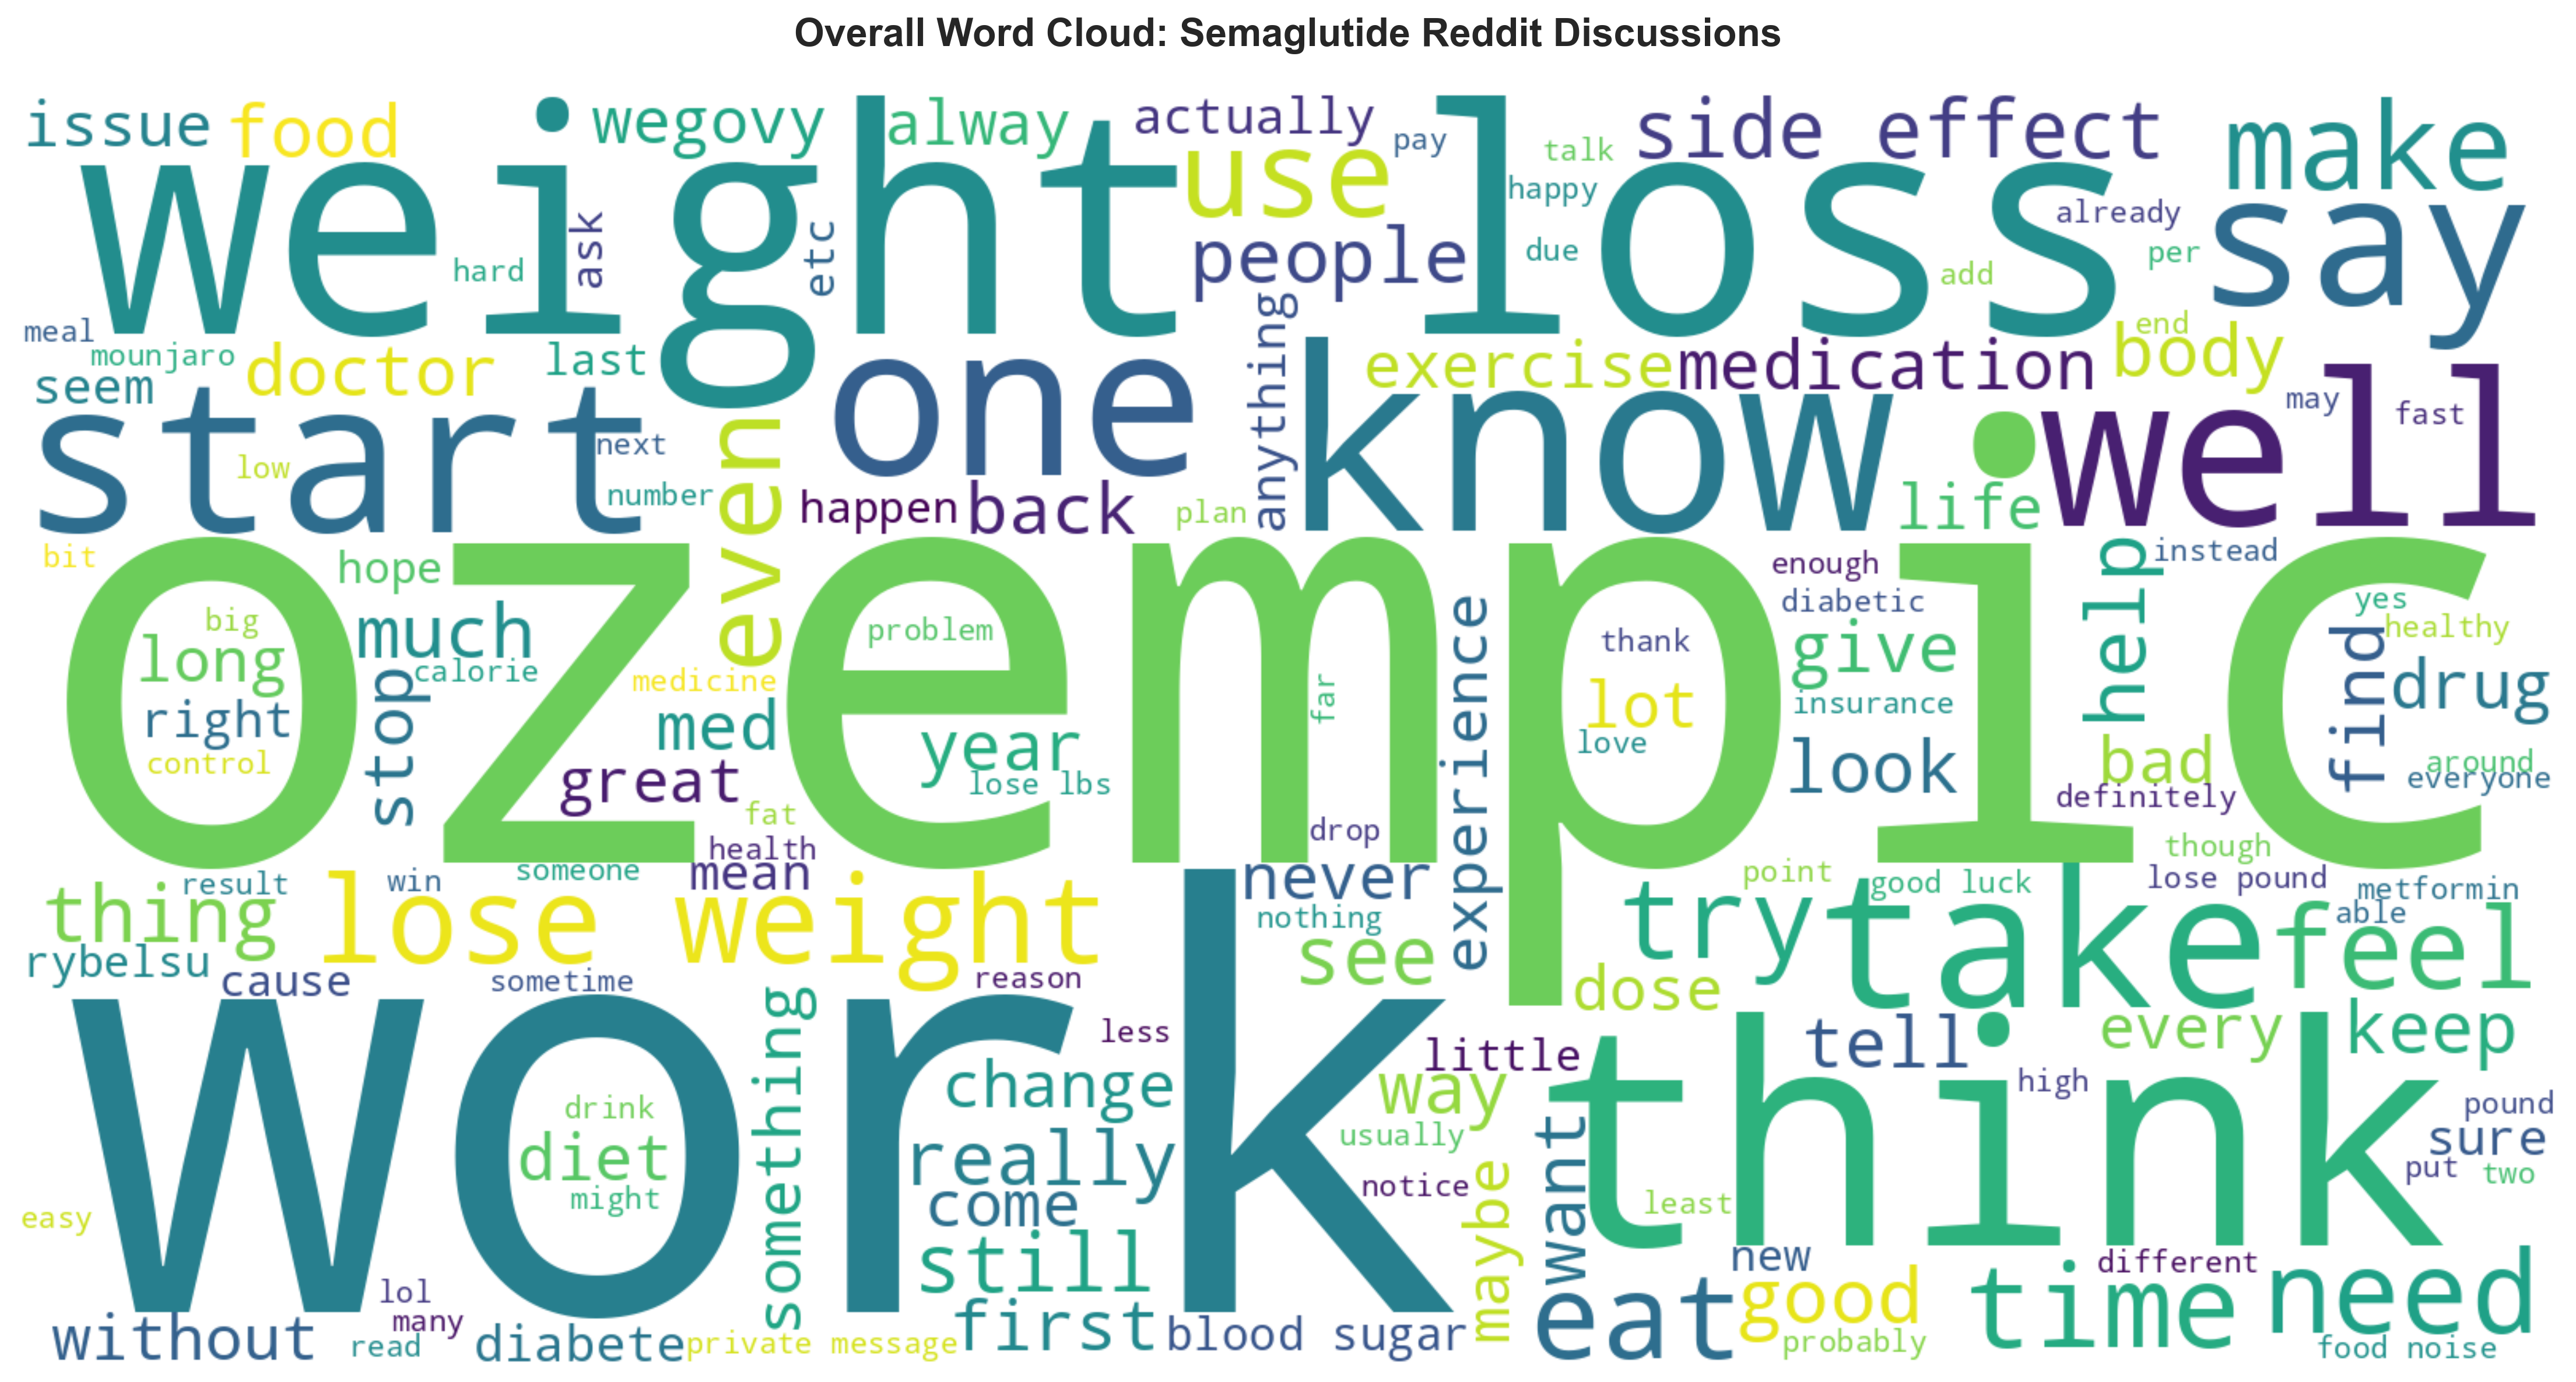 Overall Word Cloud: Semaglutide Reddit Discussions
issue
food
wegovy
alway
actually
pay
talk
side effect
make
weight loss
use
happy
already
say
hard
ask
etc
people
due
add
per
meal
mounjaro
seem
doctor
last
one
anything
know
exercise
medication
end
body
well
may
fast
start
next
low
number
even
happen
back
plan
life
bit
hope
ozempic
enough
diabetic
help
instead
big
long
right
control
much
calorie
stop
medicine
med
great
fat
health
mean
problem
year
lose lbs
far
drop
experience
thank
lot
love
give
insurance
look
bad
definitely
find
yes
healthy
drug
around
everyone
though
thing
result
win
someone
lose weight
never
nothing
see
point
good luck
lose pound
metformin
able
try
take
feel
rybelsu
cause
sometime
reason
dose
work
something
less
change
little
way
tell
every
keep
think
high
pound
sure
put
two
drink
diet
might
really
come
usually
notice
maybe
want
least
easy
still
first
new
eat
good
probably
time
different
need
food noise
lol
many
without
read
diabete
private message
blood sugar